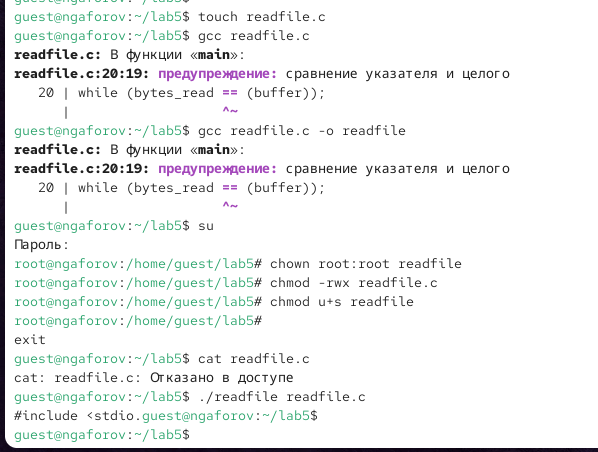 guest@ngaforov:~/lab5$ touch readfile.c
guest@ngaforov:~/lab5$ gcc readfile.c
readfile.c: В функции «main»:
readfile.c:20:19: предупреждение: сравнение указателя и целого
   20 | while (bytes_read == (buffer));
      |                   ^~
guest@ngaforov:~/lab5$ gcc readfile.c -o readfile
readfile.c: В функции «main»:
readfile.c:20:19: предупреждение: сравнение указателя и целого
   20 | while (bytes_read == (buffer));
      |                   ^~
guest@ngaforov:~/lab5$ su
Пароль:
root@ngaforov:/home/guest/lab5# chown root:root readfile
root@ngaforov:/home/guest/lab5# chmod -rwx readfile.c
root@ngaforov:/home/guest/lab5# chmod u+s readfile
root@ngaforov:/home/guest/lab5#
exit
guest@ngaforov:~/lab5$ cat readfile.c
cat: readfile.c: Отказано в доступе
guest@ngaforov:~/lab5$ ./readfile readfile.c
#include <stdio.guest@ngaforov:~/lab5$
guest@ngaforov:~/lab5$